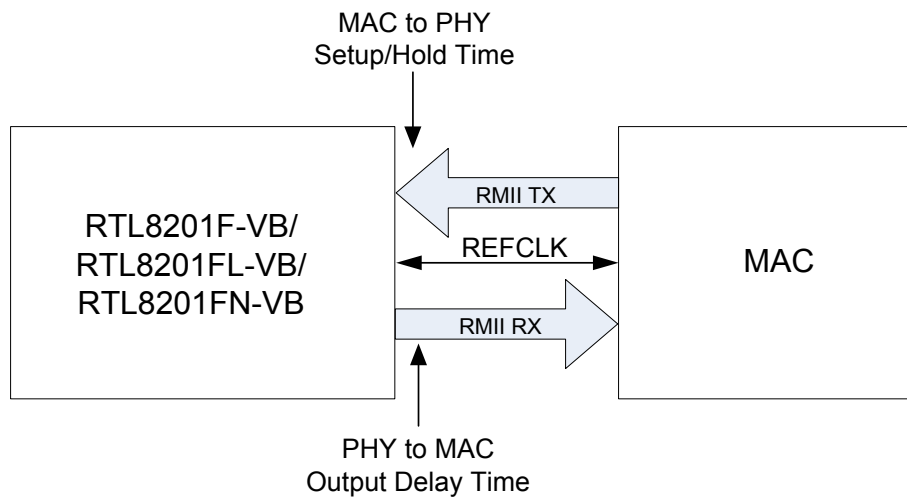 MAC to PHY
Setup/Hold Time
RTL8201F-VB/
RTL8201FL-VB/
RTL8201FN-VB
RMII TX
REFCLK
RMII RX
MAC
PHY to MAC
Output Delay Time